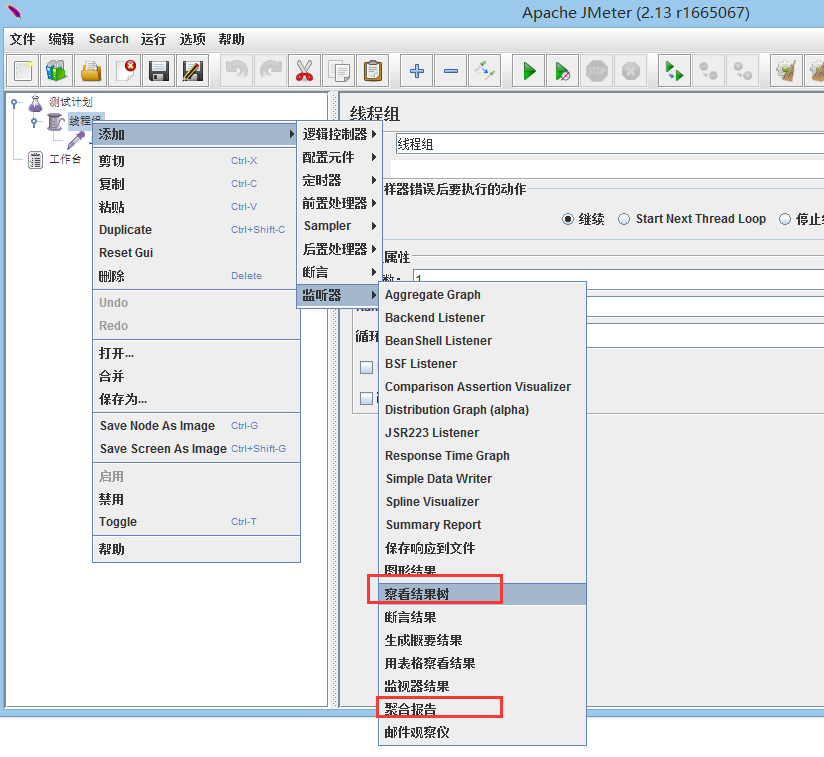 Apache JMeter (2.13 r1665067)
文件 编辑 Search 运行 选项 帮助
测试计划
线程组
工作台
添加
剪切 Ctrl-X
复制 Ctrl-C
粘贴 Ctrl-V
Duplicate Ctrl+Shift-C
Reset Gui
删除 Delete
Undo
Redo
打开...
合并
保存为...
Save Node As Image Ctrl-G
Save Screen As Image Ctrl+Shift-G
启用
禁用
Toggle Ctrl-T
帮助
逻辑控制器
配置元件
定时器
前置处理器
Sampler
后置处理器
断言
监听器
Aggregate Graph
Backend Listener
BeanShell Listener
BSF Listener
Comparison Assertion Visualizer
Distribution Graph (alpha)
JSR223 Listener
Response Time Graph
Simple Data Writer
Spline Visualizer
Summary Report
保存响应到文件
图形结果
察看结果树
断言结果
生成概要结果
用表格察看结果
监视器结果
聚合报告
邮件观察仪
线程组
线程组
样器错误后要执行的动作
继续 Start Next Thread Loop 停止
属性
数: 1
循环